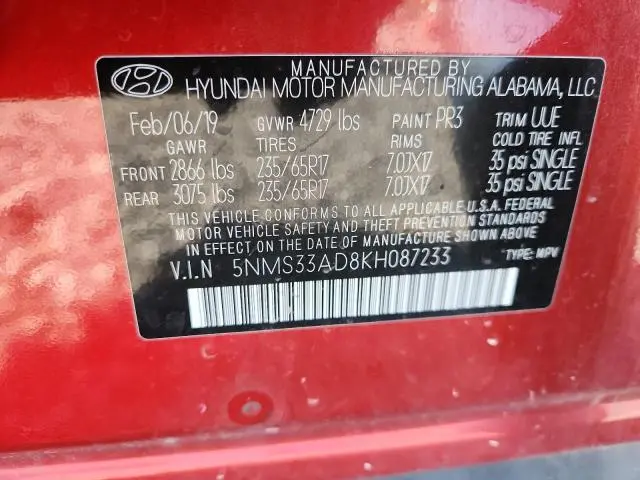 MANUFACTURED BY
HYUNDAI MOTOR MANUFACTURING ALABAMA, LLC
Feb/06/19 GVWR 4729 lbs PAINT PR3 TRIM UUE
GAWR TIRES RIMS COLD TIRE INFL
FRONT 2866 lbs 235/65R17 7.0JX17 35 psi SINGLE
REAR 3075 lbs 235/65R17 7.0JX17 35 psi SINGLE
THIS VEHICLE CONFORMS TO ALL APPLICABLE U.S.A. FEDERAL
MOTOR VEHICLE SAFETY AND THEFT PREVENTION STANDARDS
IN EFFECT ON THE DATE OF MANUFACTURE SHOWN ABOVE.
V.I.N 5NMS33AD8KH087233 TYPE: MPV